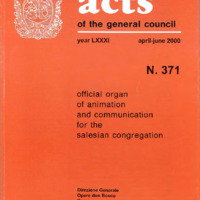 acts
of the general council
year LXXXI april-june 2000
N. 371
official organ
of animation
and communication
for the
salesian congregation
Direzione Generale
Opere Don Bosco